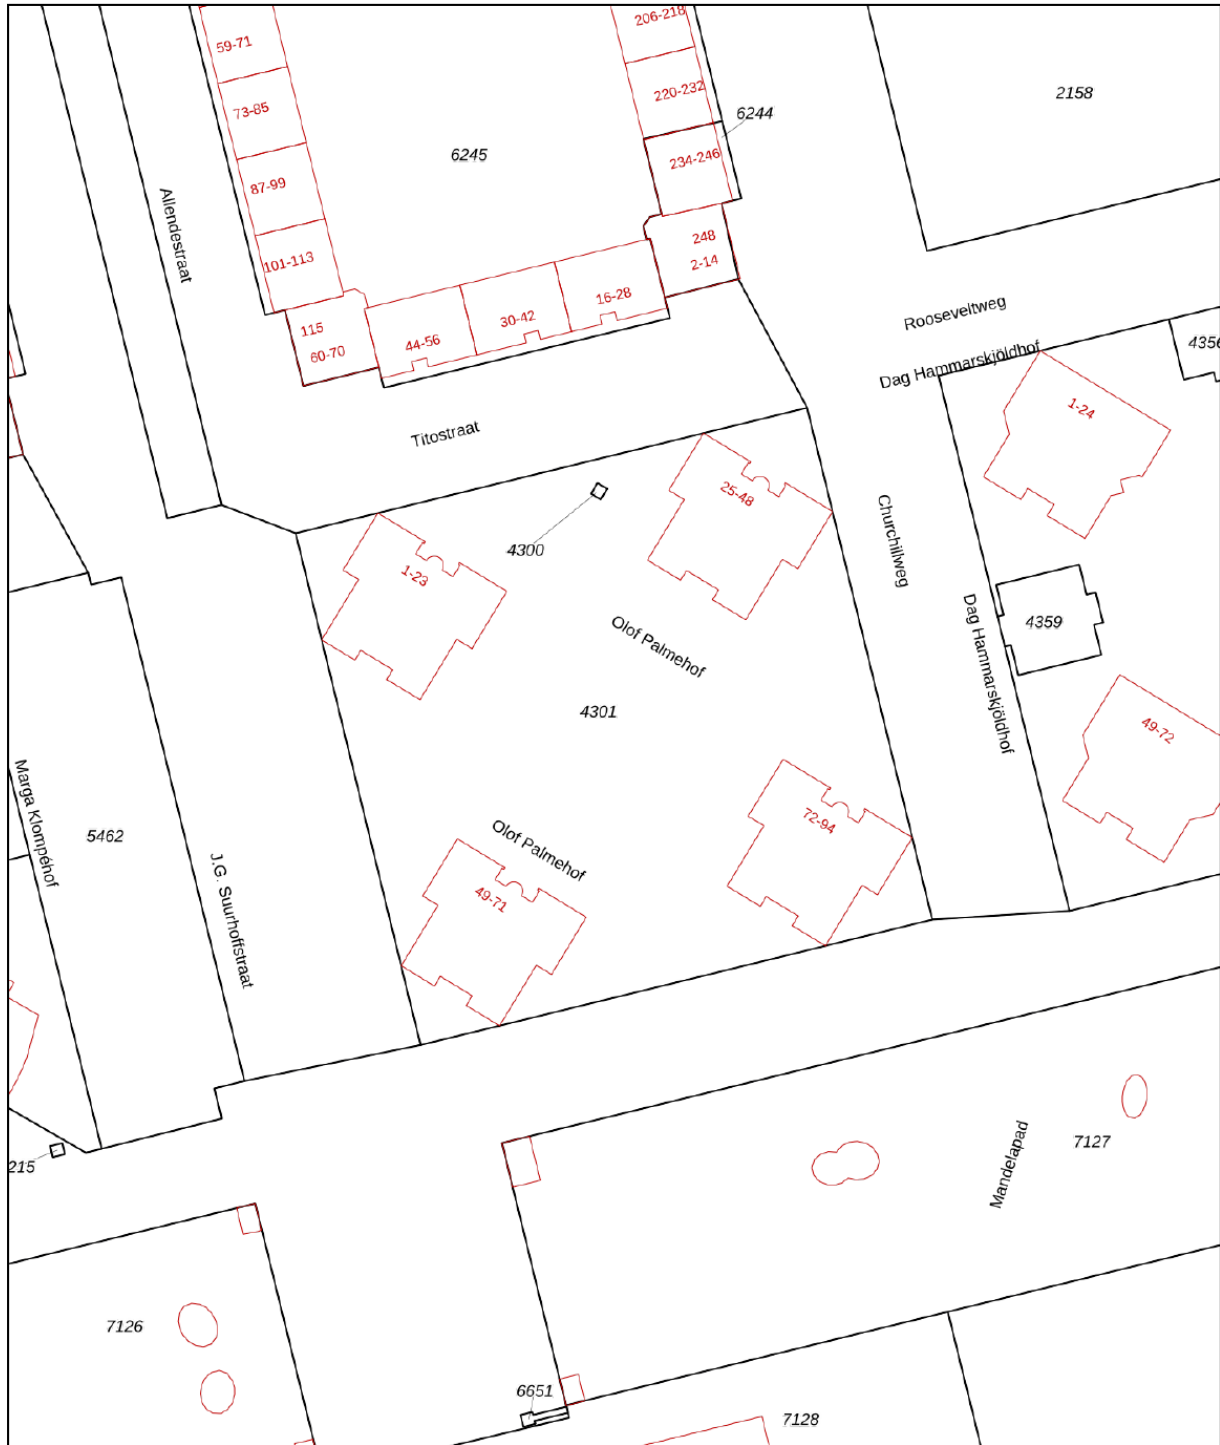 206-218
59-71
220-232
2158
73-85
6244
6245
234-246
87-99
Allendestraat
248
101-113
2-14
16-28
Rooseveltweg
30-42
115
44-56
60-70
Dag Hammarskjöldhof
1-24
Titostraat
25-48
4300
Churchillweg
1-23
Olof Palmehof
4359
Dag Hammarskjöldhof
4301
49-72
Marga Klompéhof
5462
72-94
Olof Palmehof
J.G. Suurhoffstraat
49-71
Mandelapad
7127
215
7126
6651
7128